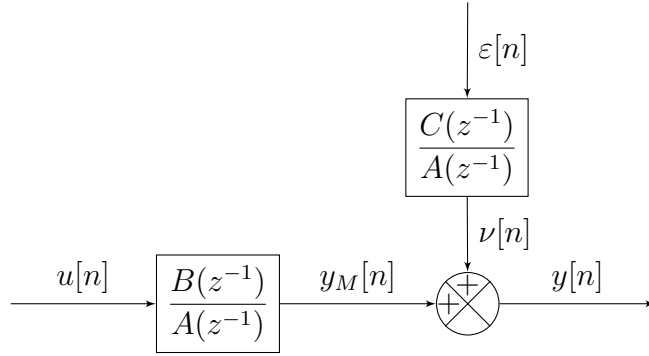 ε[n]
C(z⁻¹)
A(z⁻¹)
ν[n]
u[n]
B(z⁻¹)
A(z⁻¹)
y_M[n]
+
+
y[n]